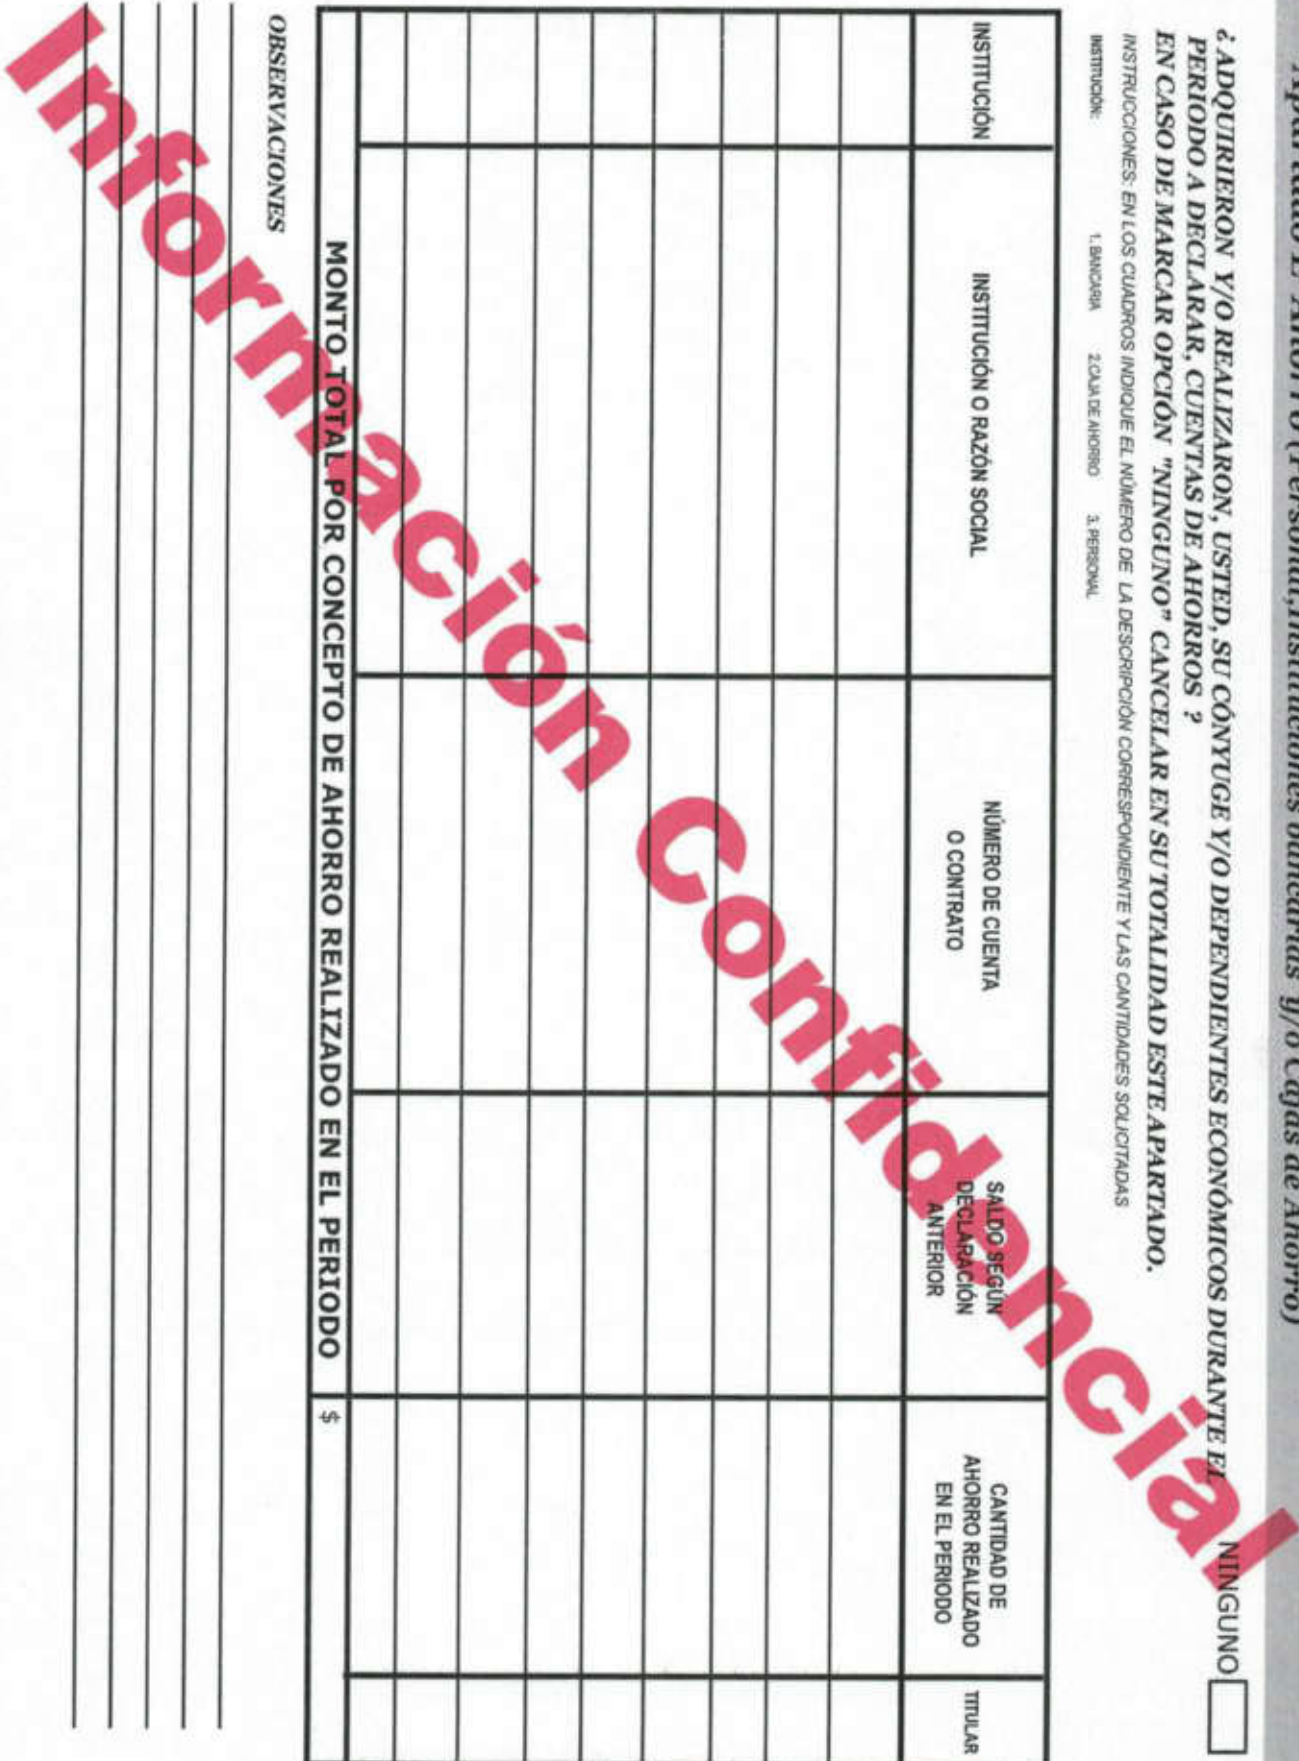 Apartado E Ahorro (Personal, Instituciones bancarias y/o Cajas de Ahorro)
¿ ADQUIRIERON Y/O REALIZARON, USTED, SU CÓNYUGE Y/O DEPENDIENTES ECONÓMICOS DURANTE EL
PERIODO A DECLARAR, CUENTAS DE AHORROS ?
EN CASO DE MARCAR OPCIÓN "NINGUNO" CANCELAR EN SU TOTALIDAD ESTE APARTADO.
NINGUNO
INSTRUCCIONES: EN LOS CUADROS INDIQUE EL NÚMERO DE LA DESCRIPCIÓN CORRESPONDIENTE Y LAS CANTIDADES SOLICITADAS
INSTITUCIÓN: 1. BANCARIA 2.CAJA DE AHORRO 3. PERSONAL
INSTITUCIÓN
INSTITUCIÓN O RAZÓN SOCIAL
NÚMERO DE CUENTA
O CONTRATO
SALDO SEGÚN
DECLARACIÓN
ANTERIOR
CANTIDAD DE
AHORRO REALIZADO
EN EL PERIODO
TITULAR
MONTO TOTAL POR CONCEPTO DE AHORRO REALIZADO EN EL PERIODO $
OBSERVACIONES
Información Confidencial